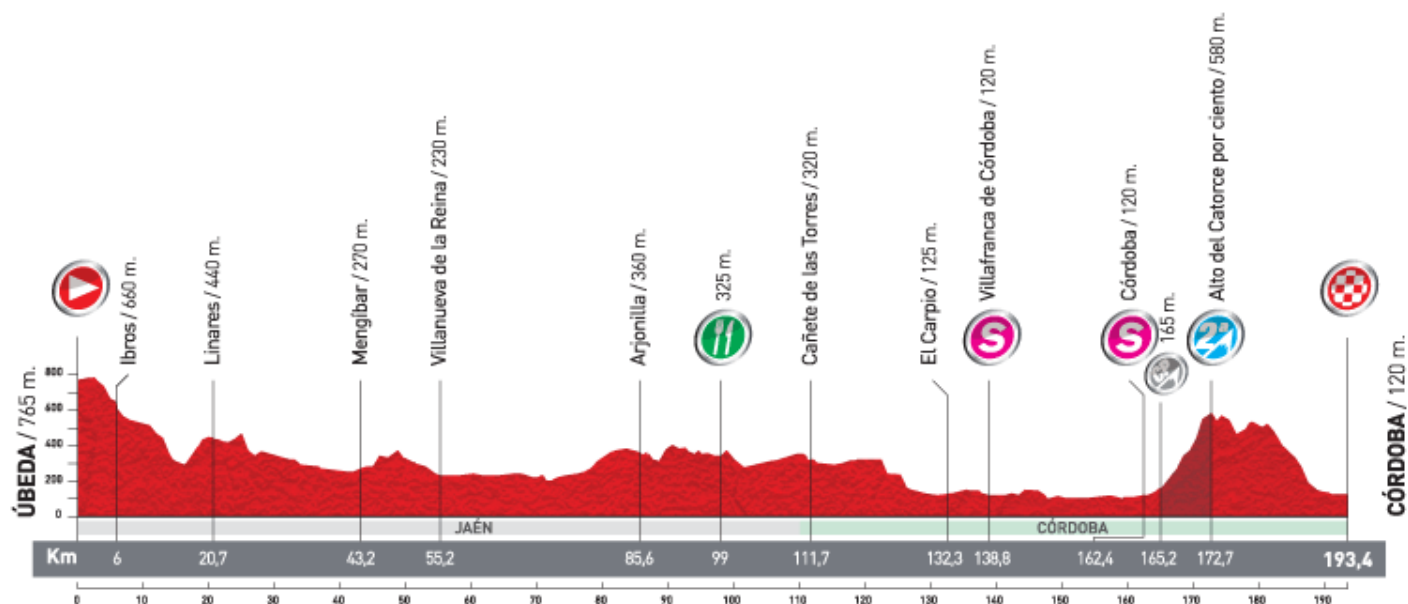 ÚBEDA / 765 m.
Ibros / 660 m.
Linares / 440 m.
Mengíbar / 270 m.
Villanueva de la Reina / 230 m.
Arjonilla / 360 m.
325 m.
Cañete de las Torres / 320 m.
El Carpio / 125 m.
Villafranca de Córdoba / 120 m.
S
Córdoba / 120 m.
S
165 m.
Alto del Catorce por ciento / 580 m.
2ª
CÓRDOBA / 120 m.
800
600
400
200
0
JAÉN CÓRDOBA
Km 6 20,7 43,2 55,2 85,6 99 111,7 132,3 138,8 162,4 165,2 172,7 193,4
0 10 20 30 40 50 60 70 80 90 100 110 120 130 140 150 160 170 180 190